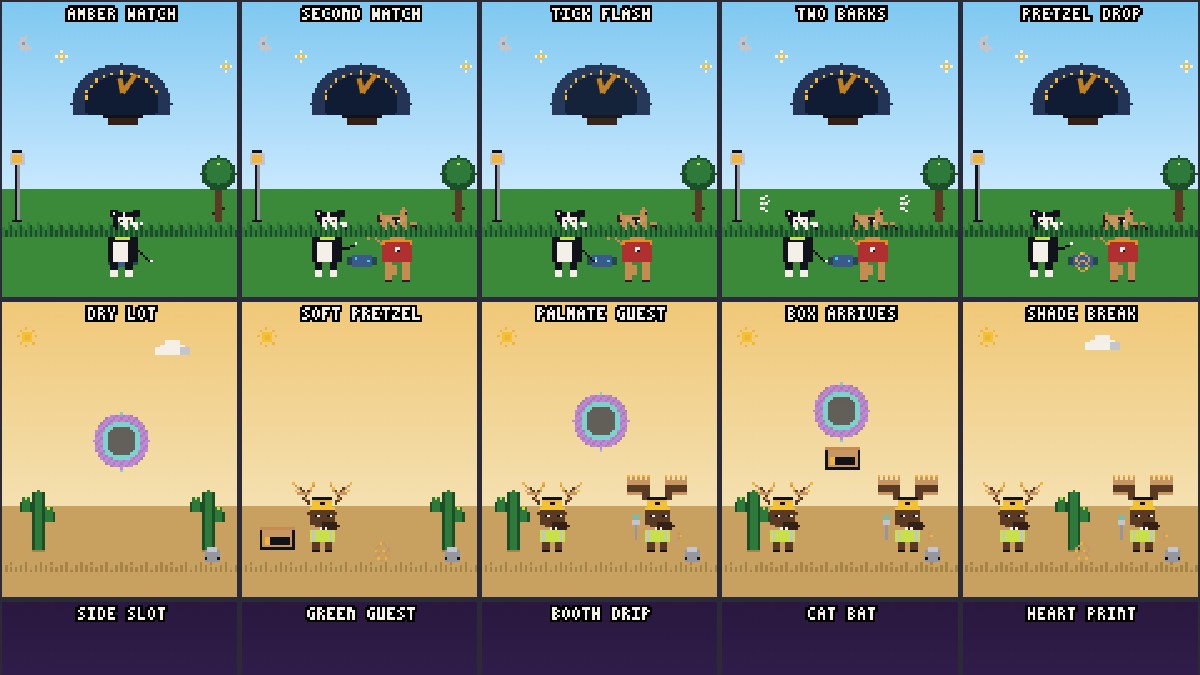 AMBER WATCH
SECOND WATCH
TICK FLASH
TWO BARKS
PRETZEL DROP
DRY LOT
SOFT PRETZEL
PALMATE GUEST
BOX ARRIVES
SHADE BREAK
SIDE SLOT
GREEN GUEST
BOOTH DRIP
CAT BAT
HEART PRINT